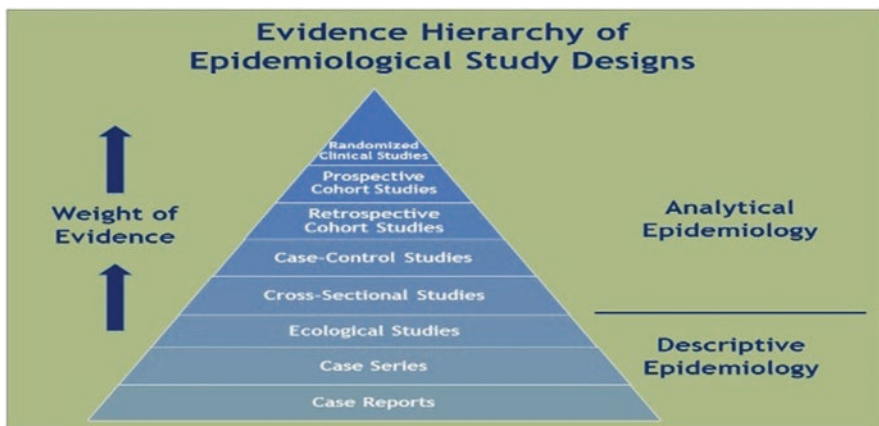 Evidence Hierarchy of
Epidemiological Study Designs
Randomized
Clinical Studies
Prospective
Cohort Studies
Retrospective
Cohort Studies
Case-Control Studies
Cross-Sectional Studies
Ecological Studies
Case Series
Case Reports
Weight of
Evidence
Analytical
Epidemiology
Descriptive
Epidemiology